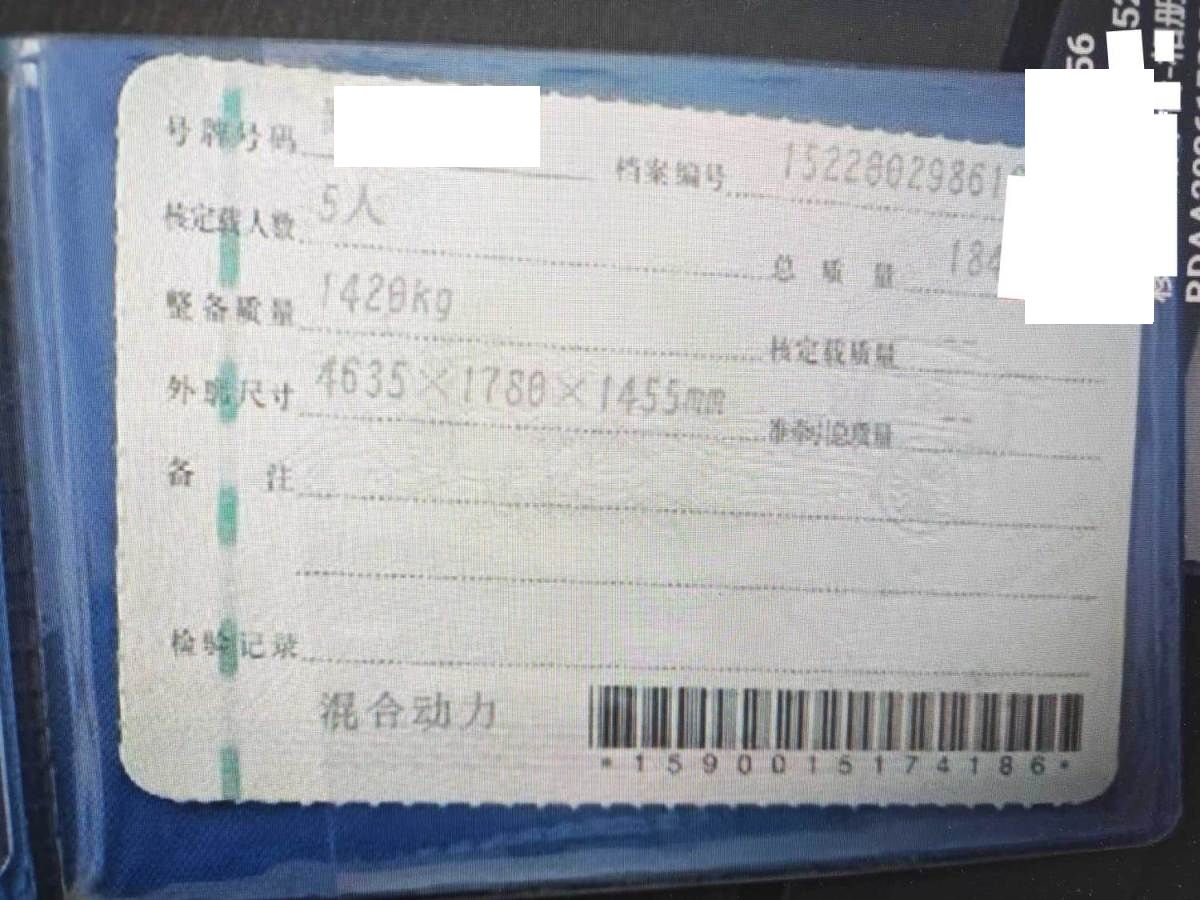 号牌号码
档案编号 152280298610
核定载人数 5人
总质量 184
整备质量 1420kg
核定载质量 --
外廓尺寸 4635×1780×1455mm
准牵引总质量 --
备注
检验记录
混合动力
*1590015174186*